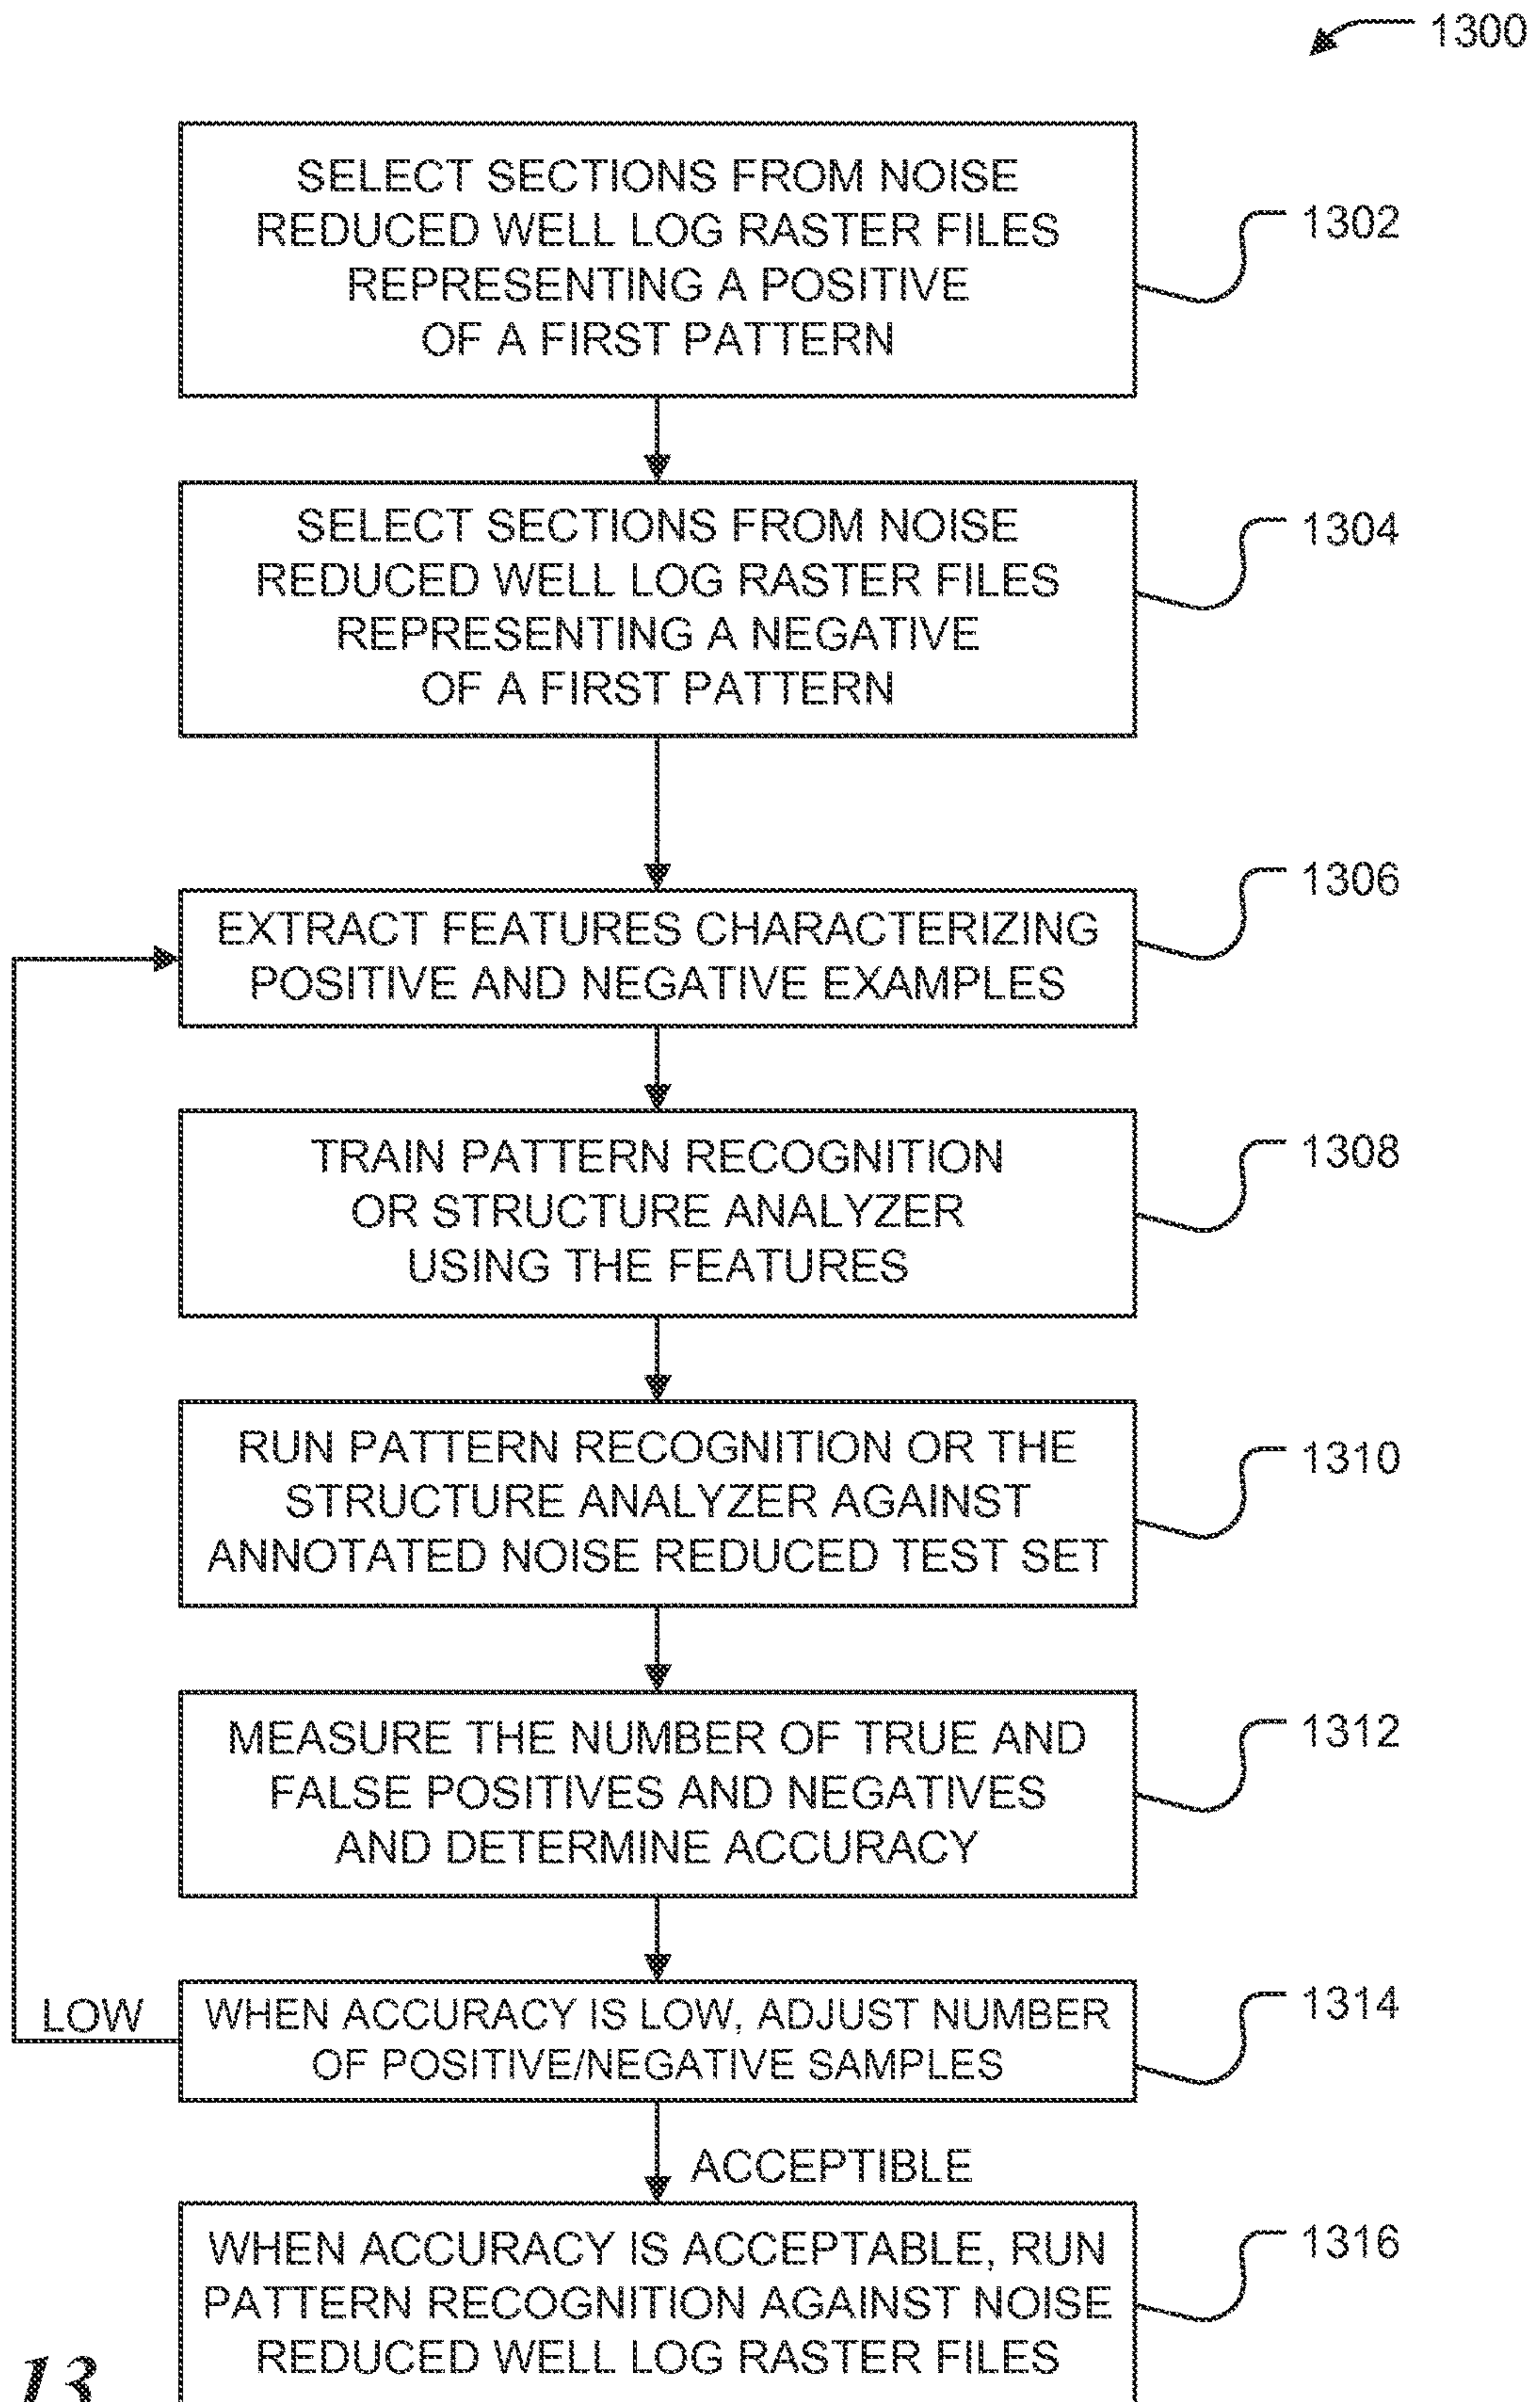 1300
SELECT SECTIONS FROM NOISE
REDUCED WELL LOG RASTER FILES
REPRESENTING A POSITIVE
OF A FIRST PATTERN
1302
SELECT SECTIONS FROM NOISE
REDUCED WELL LOG RASTER FILES
REPRESENTING A NEGATIVE
OF A FIRST PATTERN
1304
EXTRACT FEATURES CHARACTERIZING
POSITIVE AND NEGATIVE EXAMPLES
1306
TRAIN PATTERN RECOGNITION
OR STRUCTURE ANALYZER
USING THE FEATURES
1308
RUN PATTERN RECOGNITION OR THE
STRUCTURE ANALYZER AGAINST
ANNOTATED NOISE REDUCED TEST SET
1310
MEASURE THE NUMBER OF TRUE AND
FALSE POSITIVES AND NEGATIVES
AND DETERMINE ACCURACY
1312
LOW
WHEN ACCURACY IS LOW, ADJUST NUMBER
OF POSITIVE/NEGATIVE SAMPLES
1314
ACCEPTIBLE
WHEN ACCURACY IS ACCEPTABLE, RUN
PATTERN RECOGNITION AGAINST NOISE
REDUCED WELL LOG RASTER FILES
1316
13